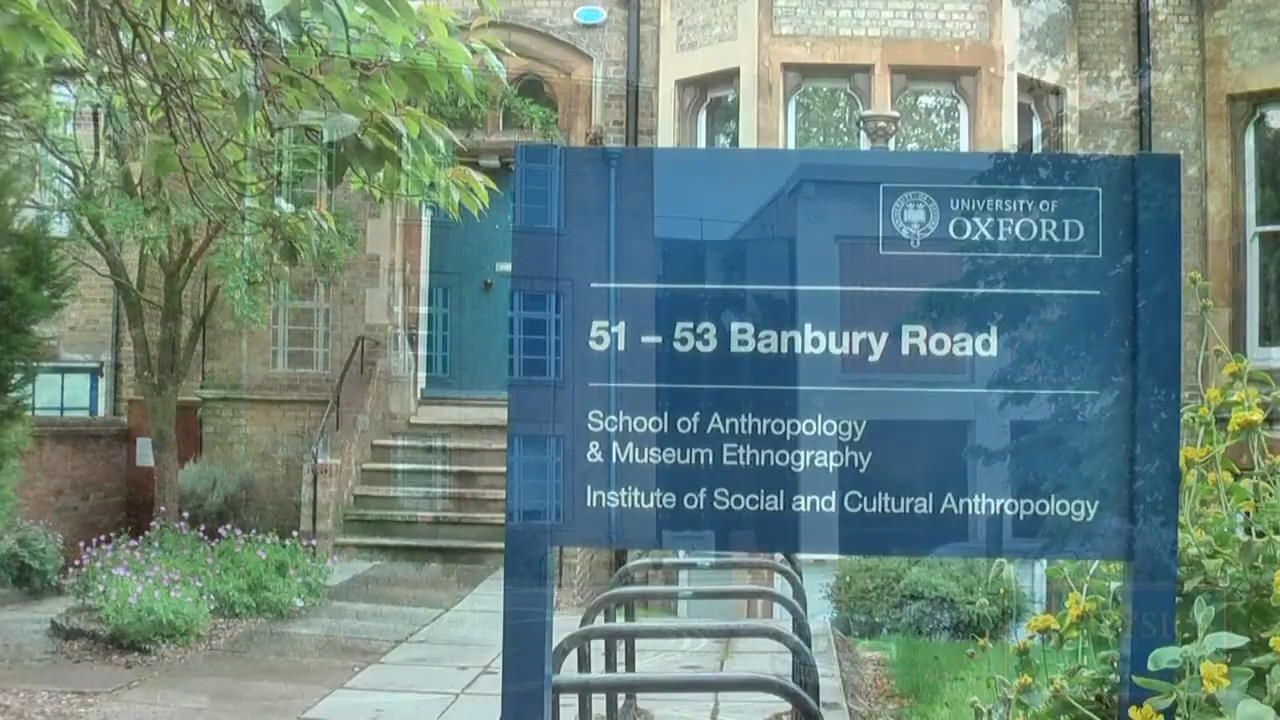 UNIVERSITY OF
OXFORD
51 – 53 Banbury Road
School of Anthropology
& Museum Ethnography
Institute of Social and Cultural Anthropology